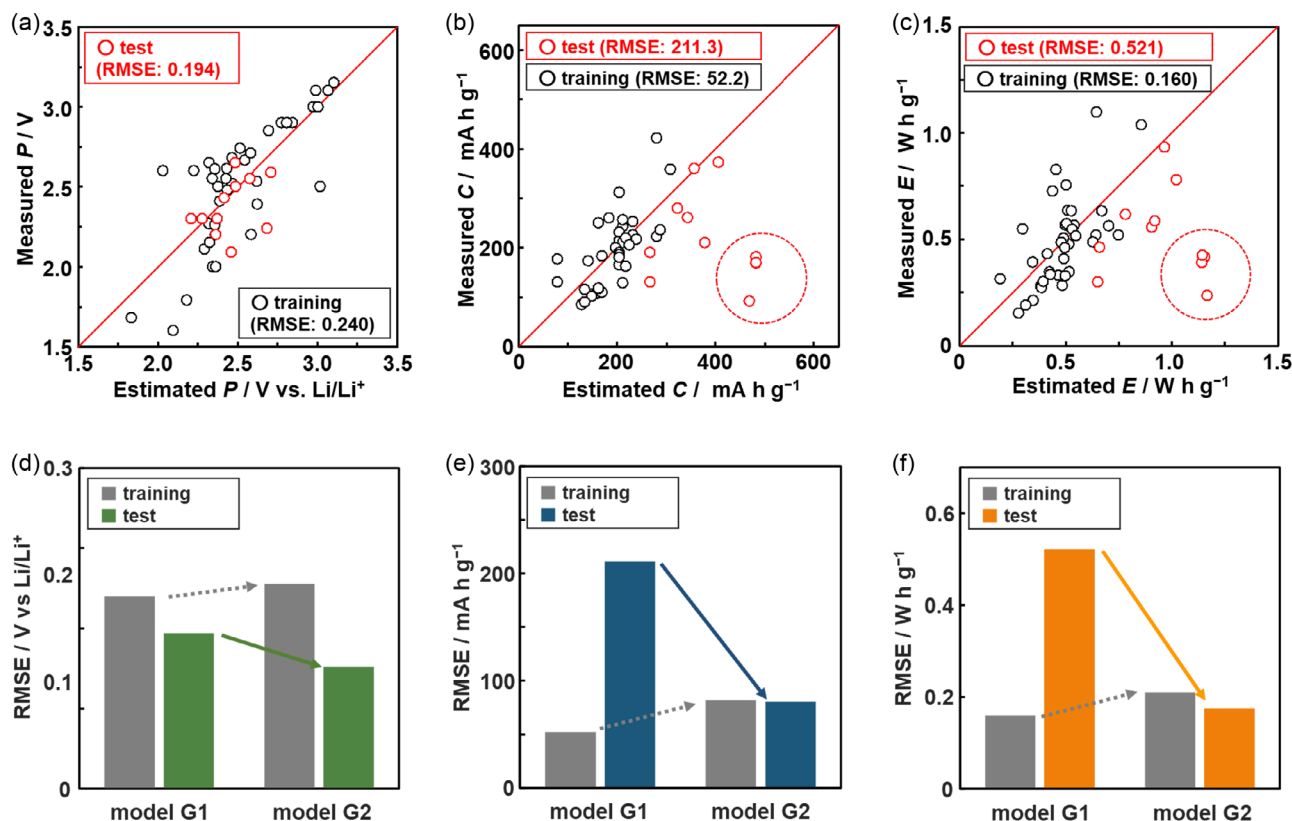 (a)
3.5
3.0
2.5
2.0
1.5
1.5
2.0
2.5
3.0
3.5
Measured P / V
Estimated P / V vs. Li/Li⁺
test
(RMSE: 0.194)
training
(RMSE: 0.240)
(b)
600
400
200
0
0
200
400
600
Measured C / mA h g⁻¹
Estimated C / mA h g⁻¹
test (RMSE: 211.3)
training (RMSE: 52.2)
(c)
1.5
1.0
0.5
0
0
0.5
1.0
1.5
Measured E / W h g⁻¹
Estimated E / W h g⁻¹
test (RMSE: 0.521)
training (RMSE: 0.160)
(d)
0.3
0.2
0.1
0
RMSE / V vs Li/Li⁺
training
test
model G1
model G2
(e)
300
200
100
0
RMSE / mA h g⁻¹
training
test
model G1
model G2
(f)
0.6
0.4
0.2
0
RMSE / W h g⁻¹
training
test
model G1
model G2